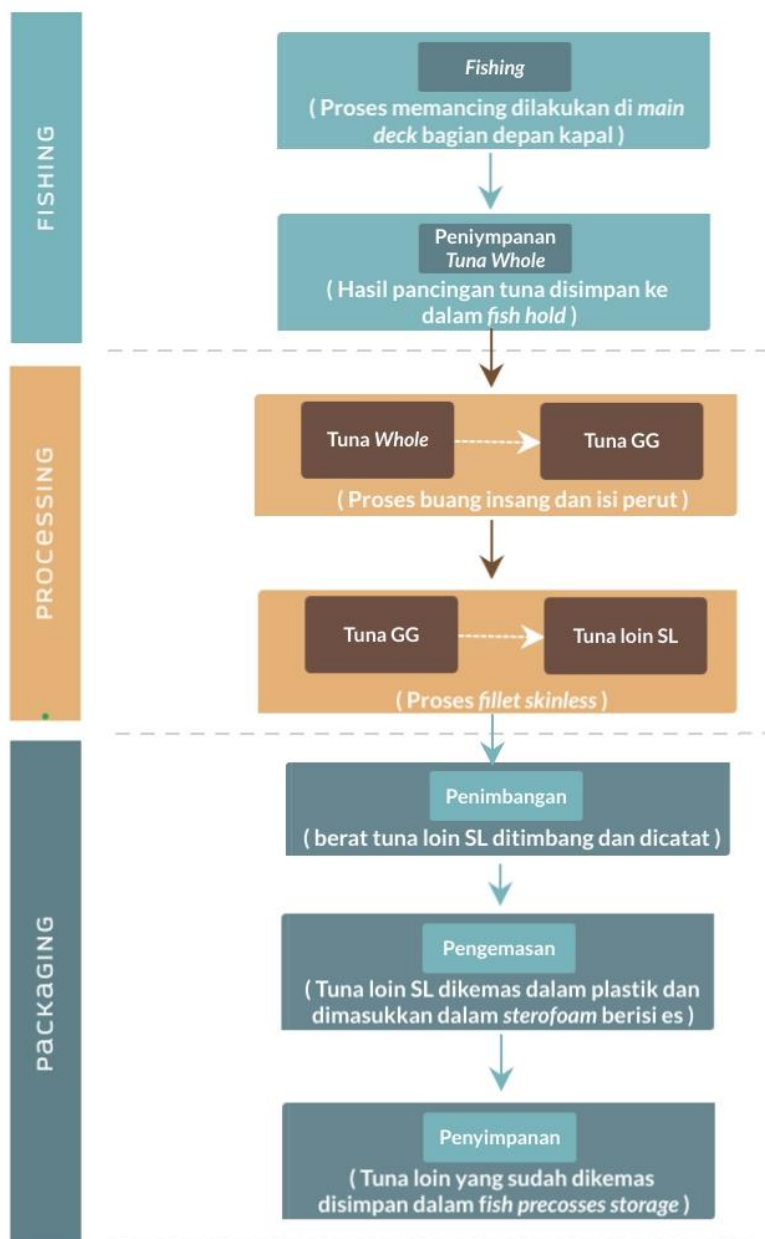 FISHING
Fishing
( Proses memancing dilakukan di main
deck bagian depan kapal )
Peniympanan
Tuna Whole
( Hasil pancingan tuna disimpan ke
dalam fish hold )
PROCESSING
Tuna Whole
Tuna GG
( Proses buang insang dan isi perut )
Tuna GG
Tuna loin SL
( Proses fillet skinless )
PACKAGING
Penimbangan
( berat tuna loin SL ditimbang dan dicatat )
Pengemasan
( Tuna loin SL dikemas dalam plastik dan
dimasukkan dalam sterofoam berisi es )
Penyimpanan
( Tuna loin yang sudah dikemas
disimpan dalam fish precosses storage )